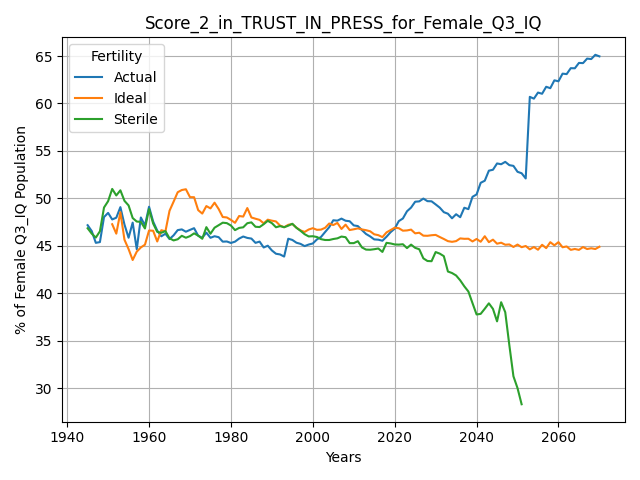 Score_2_in_TRUST_IN_PRESS_for_Female_Q3_IQ
% of Female Q3_IQ Population
65
60
55
50
45
40
35
30
Fertility
Actual
Ideal
Sterile
1940 1960 1980 2000 2020 2040 2060
Years